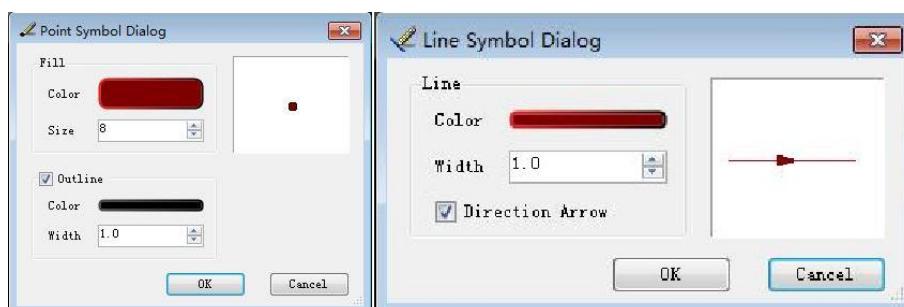 Point Symbol Dialog
Fill
Color
Size 8
Outline
Color
Width 1.0
OK Cancel
Line Symbol Dialog
Line
Color
Width 1.0
Direction Arrow
OK Cancel